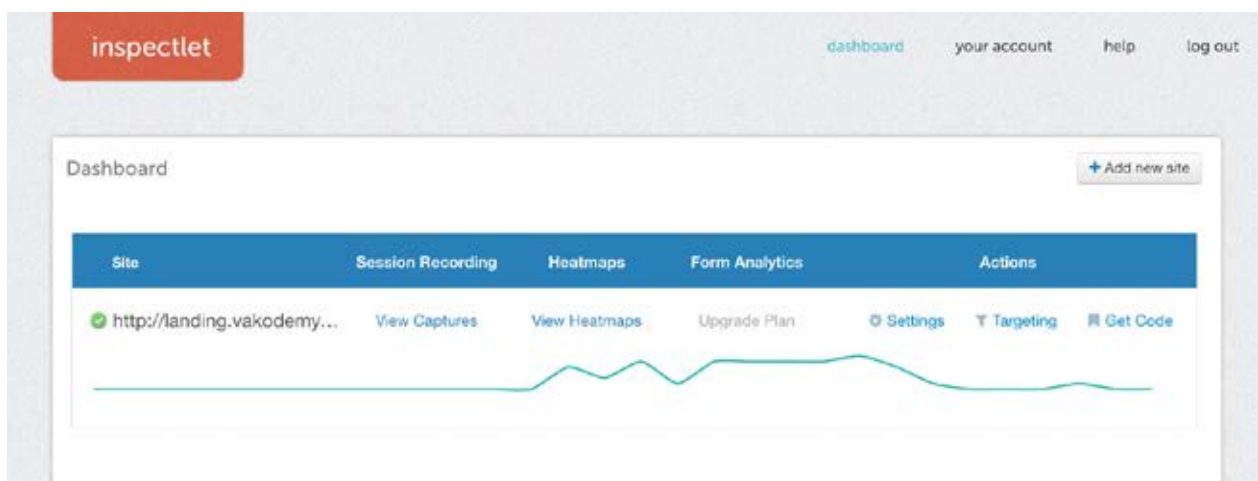 inspectlet
dashboard your account help log out
Dashboard
+ Add new site
Site Session Recording Heatmaps Form Analytics Actions
http://landing.vakodemy... View Captures View Heatmaps Upgrade Plan Settings Targeting Get Code